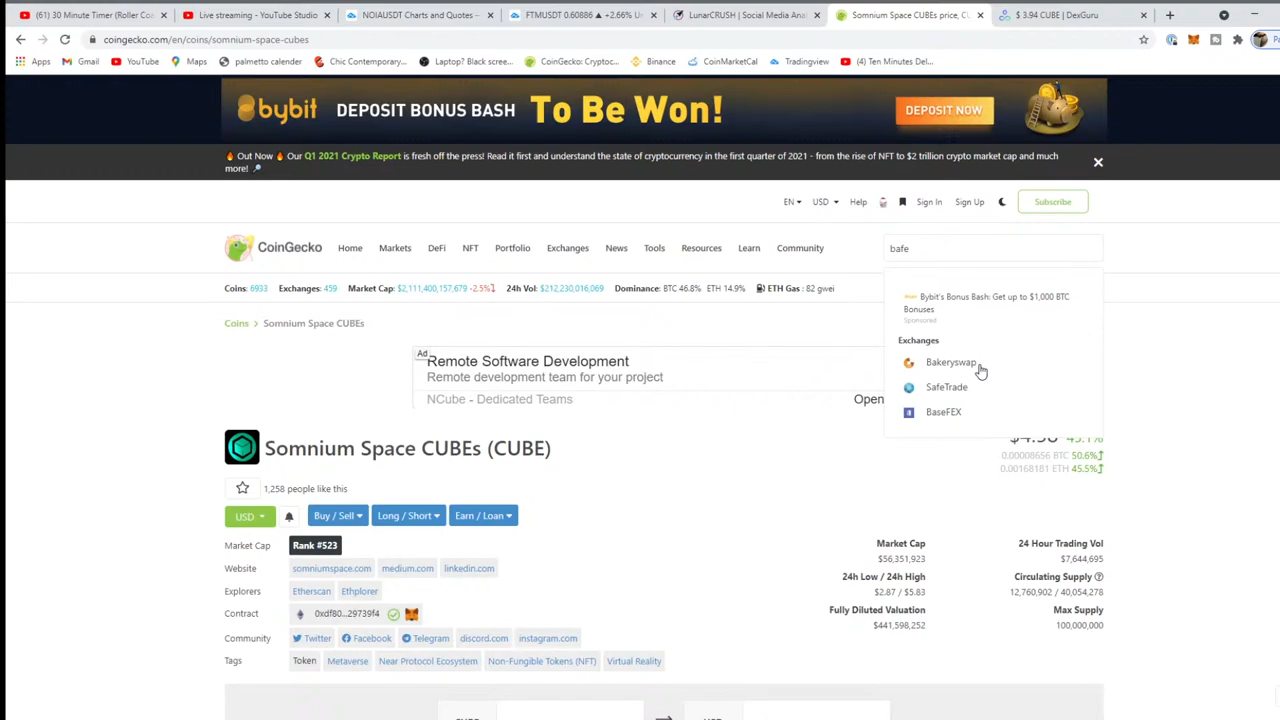 (61) 30 Minute Timer (Roller Coa
Live streaming - YouTube Studio
NOIAUSDT Charts and Quotes —
FTMUSDT 0.60886 ▲ +2.66% Un
LunarCRUSH | Social Media Anal
Somnium Space CUBEs price, CU
$ 3.94 CUBE | DexGuru
coingecko.com/en/coins/somnium-space-cubes
Apps
Gmail
YouTube
Maps
palmetto calender
Chic Contemporary...
Laptop? Black scree...
CoinGecko: Cryptoc...
Binance
CoinMarketCal
Tradingview
(4) Ten Minutes Del...
bybit DEPOSIT BONUS BASH To Be Won! DEPOSIT NOW
🔥 Out Now 🔥 Our Q1 2021 Crypto Report is fresh off the press! Read it first and understand the state of cryptocurrency in the first quarter of 2021 - from the rise of NFT to $2 trillion crypto market cap and much
more! 🔎
EN USD Help Sign In Sign Up Subscribe
CoinGecko Home Markets DeFi NFT Portfolio Exchanges News Tools Resources Learn Community bafe
Coins: 6933 Exchanges: 459 Market Cap: $2,111,400,157,679 -2.5% 24h Vol: $212,230,016,069 Dominance: BTC 46.8% ETH 14.9% ETH Gas : 82 gwei
Bybit's Bonus Bash: Get up to $1,000 BTC
Bonuses
Sponsored
Exchanges
Bakeryswap
SafeTrade
BaseFEX
Coins > Somnium Space CUBEs
Ad
Remote Software Development
Remote development team for your project
NCube - Dedicated Teams Open
Somnium Space CUBEs (CUBE)
0.00008656 BTC 50.6%
0.00168181 ETH 45.5%
1,258 people like this
USD Buy / Sell Long / Short Earn / Loan
Market Cap Rank #523
Website somniumspace.com medium.com linkedin.com
Explorers Etherscan Ethplorer
Contract 0xdf80...29739f4
Community Twitter Facebook Telegram discord.com instagram.com
Tags Token Metaverse Near Protocol Ecosystem Non-Fungible Tokens (NFT) Virtual Reality
Market Cap
$56,351,923
24 Hour Trading Vol
$7,644,695
24h Low / 24h High
$2.87 / $5.83
Circulating Supply
12,760,902 / 40,054,278
Fully Diluted Valuation
$441,598,252
Max Supply
100,000,000